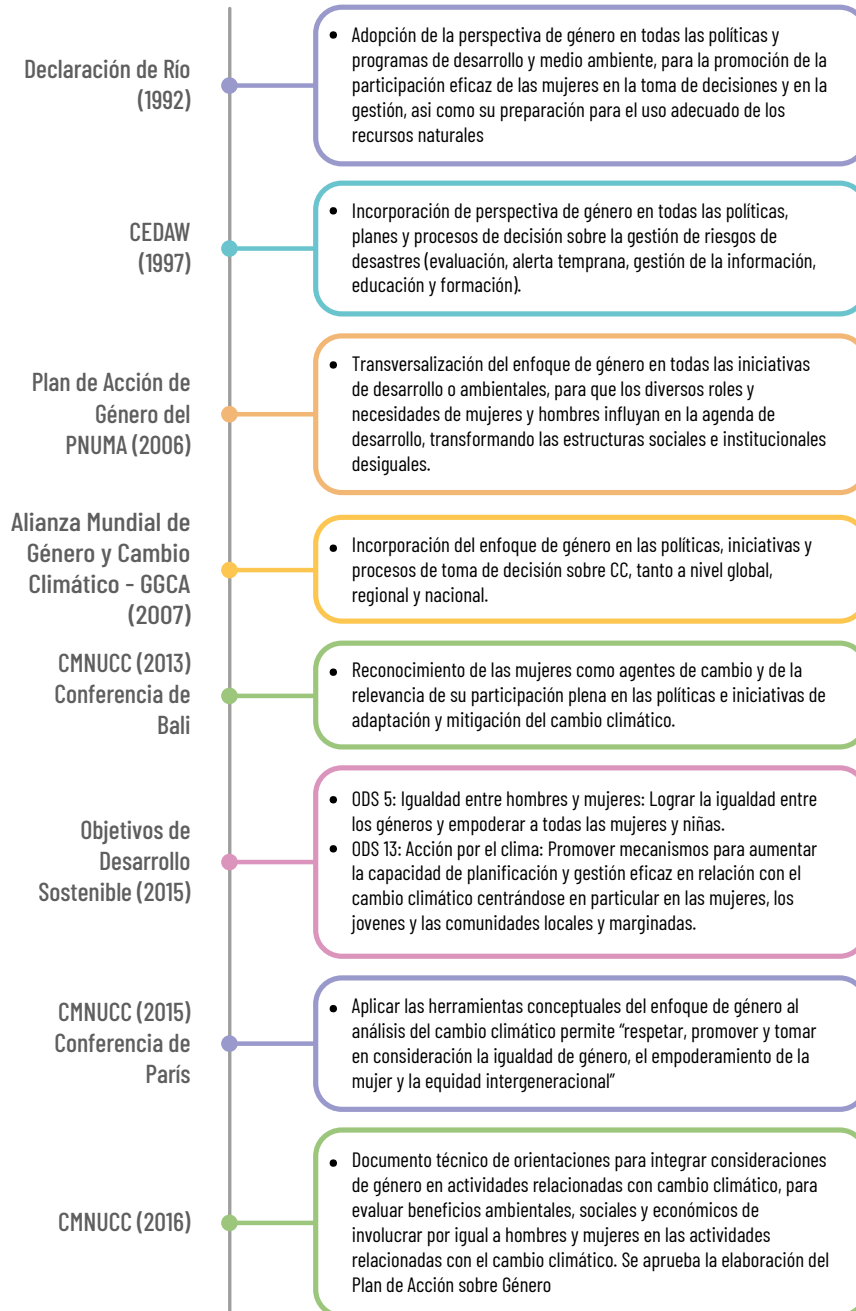 Declaración de Río
(1992)
• Adopción de la perspectiva de género en todas las políticas y
programas de desarrollo y medio ambiente, para la promoción de la
participación eficaz de las mujeres en la toma de decisiones y en la
gestión, asi como su preparación para el uso adecuado de los
recursos naturales
CEDAW
(1997)
• Incorporación de perspectiva de género en todas las políticas,
planes y procesos de decisión sobre la gestión de riesgos de
desastres (evaluación, alerta temprana, gestión de la información,
educación y formación).
Plan de Acción de
Género del
PNUMA (2006)
• Transversalización del enfoque de género en todas las iniciativas
de desarrollo o ambientales, para que los diversos roles y
necesidades de mujeres y hombres influyan en la agenda de
desarrollo, transformando las estructuras sociales e institucionales
desiguales.
Alianza Mundial de
Género y Cambio
Climático - GGCA
(2007)
• Incorporación del enfoque de género en las políticas, iniciativas y
procesos de toma de decisión sobre CC, tanto a nivel global,
regional y nacional.
CMNUCC (2013)
Conferencia de
Bali
• Reconocimiento de las mujeres como agentes de cambio y de la
relevancia de su participación plena en las políticas e iniciativas de
adaptación y mitigación del cambio climático.
Objetivos de
Desarrollo
Sostenible (2015)
• ODS 5: Igualdad entre hombres y mujeres: Lograr la igualdad entre
los géneros y empoderar a todas las mujeres y niñas.
• ODS 13: Acción por el clima: Promover mecanismos para aumentar
la capacidad de planificación y gestión eficaz en relación con el
cambio climático centrándose en particular en las mujeres, los
jovenes y las comunidades locales y marginadas.
CMNUCC (2015)
Conferencia de
París
• Aplicar las herramientas conceptuales del enfoque de género al
análisis del cambio climático permite “respetar, promover y tomar
en consideración la igualdad de género, el empoderamiento de la
mujer y la equidad intergeneracional”
CMNUCC (2016)
• Documento técnico de orientaciones para integrar consideraciones
de género en actividades relacionadas con cambio climático, para
evaluar beneficios ambientales, sociales y económicos de
involucrar por igual a hombres y mujeres en las actividades
relacionadas con el cambio climático. Se aprueba la elaboración del
Plan de Acción sobre Género